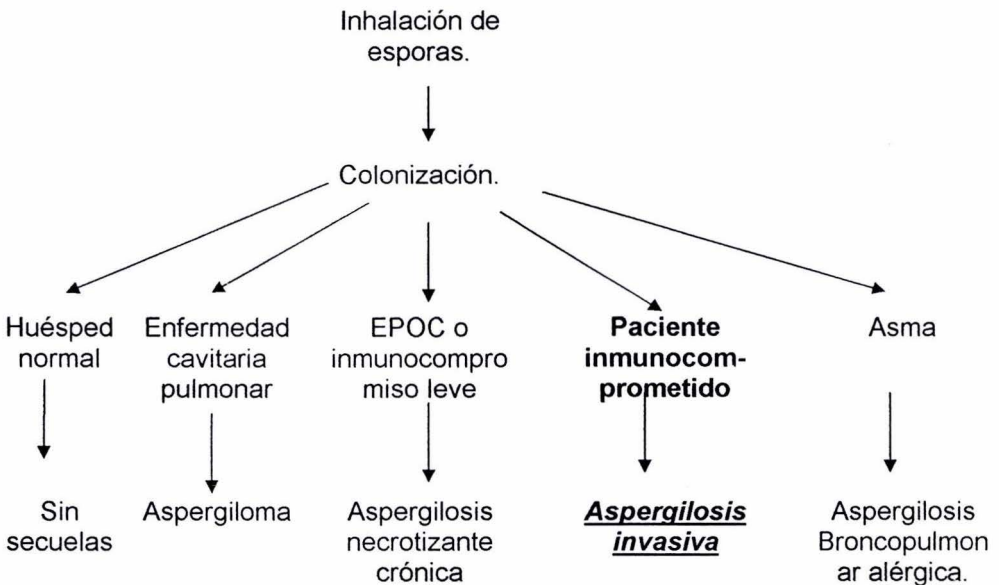 Inhalación de
esporas.
Colonización.
Huésped
normal
Enfermedad
cavitaria
pulmonar
EPOC o
inmunocompro
miso leve
Paciente
inmunocom-
prometido
Asma
Sin
secuelas
Aspergiloma
Aspergilosis
necrotizante
crónica
Aspergilosis
invasiva
Aspergilosis
Broncopulmon
ar alérgica.